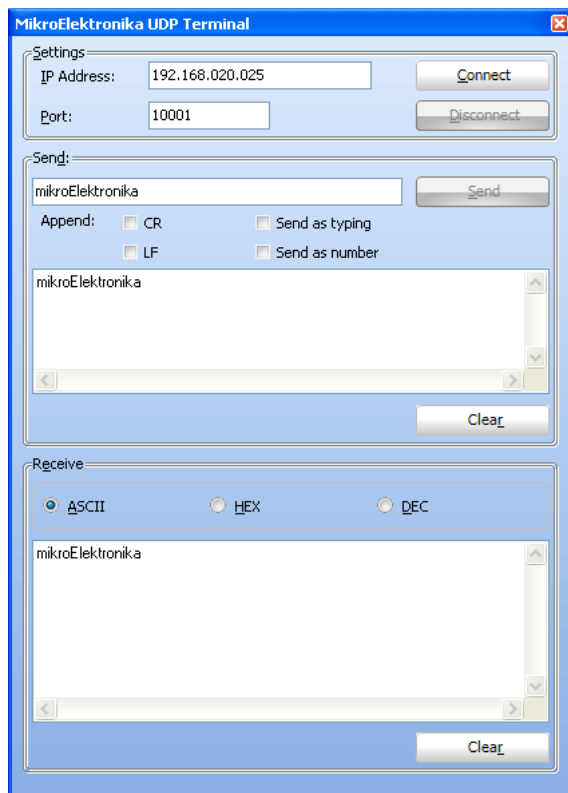 MikroElektronika UDP Terminal
Settings
IP Address: 192.168.020.025 Connect
Port: 10001 Disconnect
Send:
mikroElektronika Send
Append: CR Send as typing
LF Send as number
mikroElektronika
Clear
Receive
ASCII HEX DEC
mikroElektronika
Clear